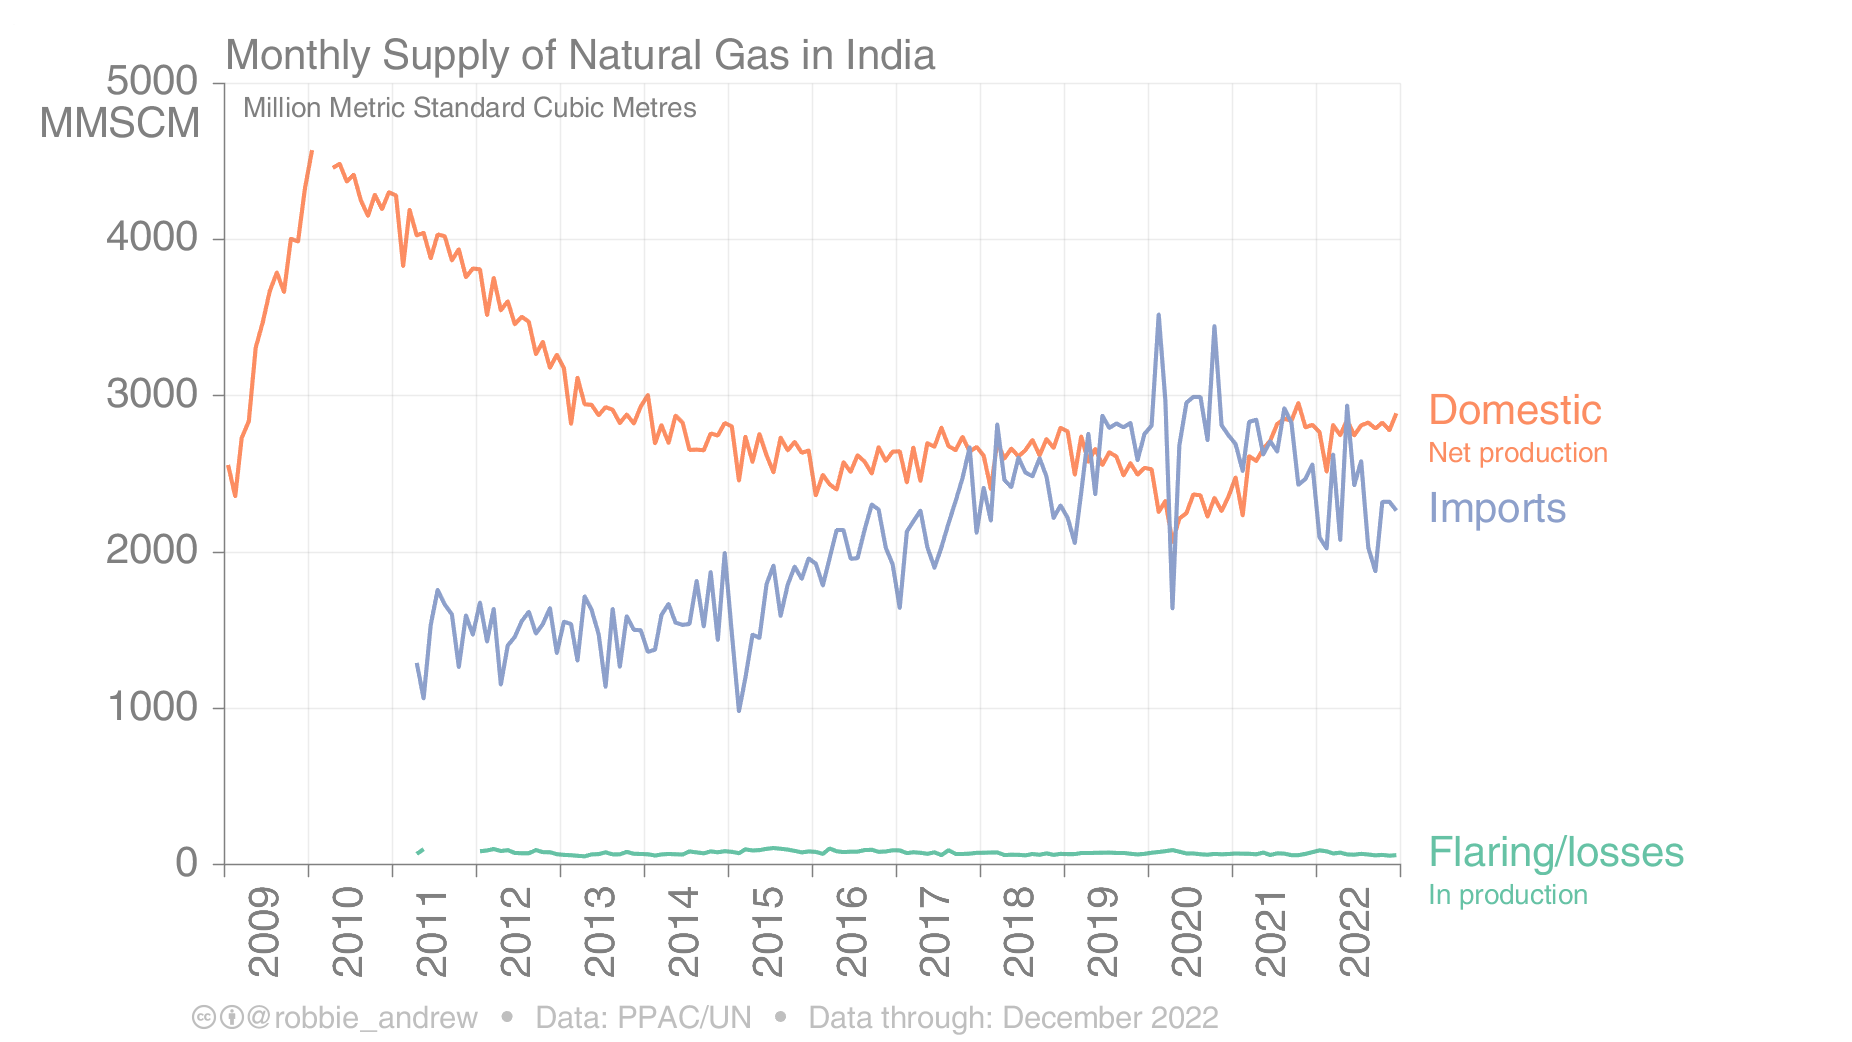 Monthly Supply of Natural Gas in India
5000
MMSCM
Million Metric Standard Cubic Metres
4000
3000
2000
1000
0
Domestic
Net production
Imports
Flaring/losses
In production
2009
2010
2011
2012
2013
2014
2015
2016
2017
2018
2019
2020
2021
2022
cc @robbie_andrew • Data: PPAC/UN • Data through: December 2022